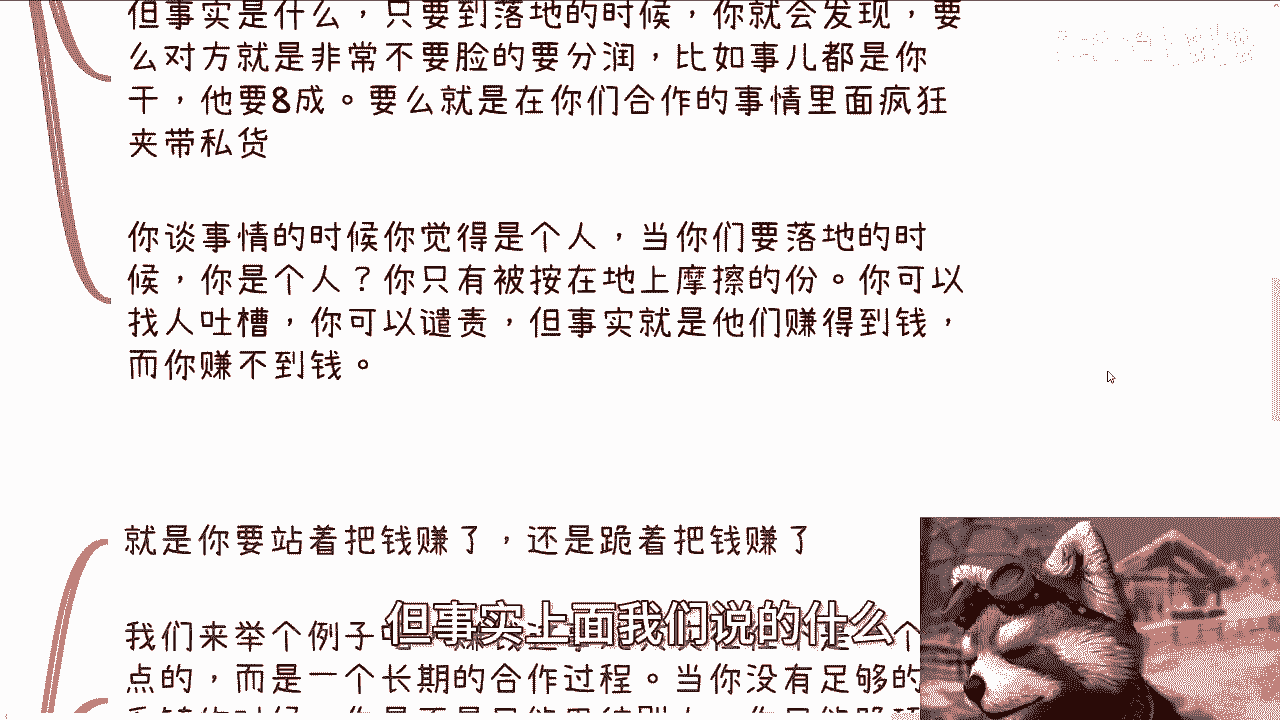 但事实是什么，只要到落地的时候，你就会发现，要
么对方就是非常不要脸的要分润，比如事儿都是你
干，他要8成。要么就是在你们合作的事情里面疯狂
夹带私货
你谈事情的时候你觉得是个人，当你们要落地的时
候，你是个人？你只有被按在地上摩擦的份。你可以
找人吐槽，你可以谴责，但事实就是他们赚得到钱，
而你赚不到钱。
就是你要站着把钱赚了，还是跪着把钱赚了
但事实上面我们说的什么
我们来举个例子
点的，而是一个长期的合作过程。当你没有足够的